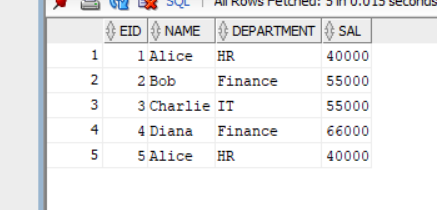 SQL | All Rows Fetched: 5 in 0.015 seconds
EID NAME DEPARTMENT SAL
1 1 Alice HR 40000
2 2 Bob Finance 55000
3 3 Charlie IT 55000
4 4 Diana Finance 66000
5 5 Alice HR 40000